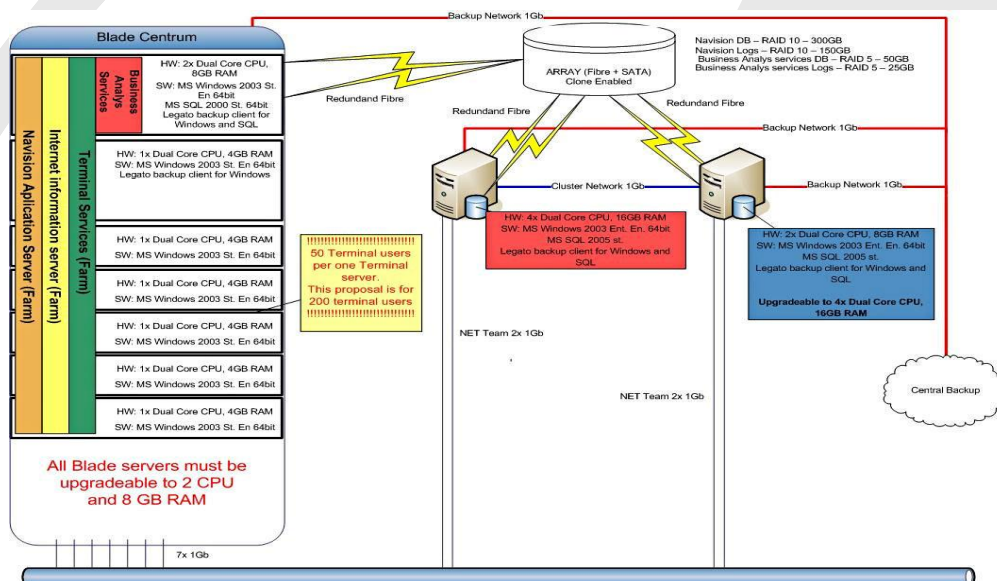 Backup Network 1Gb
Blade Centrum
Navision Aplication Server (Farm)
Internet information server (Farm)
Terminal Services (Farm)
Business
Analys
Services
HW: 2x Dual Core CPU,
8GB RAM
SW: MS Windows 2003 St.
En 64bit
MS SQL 2000 St. 64bit
Legato backup client for
Windows and SQL
HW: 1x Dual Core CPU, 4GB RAM
SW: MS Windows 2003 St. En 64bit
Legato backup client for Windows
HW: 1x Dual Core CPU, 4GB RAM
SW: MS Windows 2003 St. En 64bit
HW: 1x Dual Core CPU, 4GB RAM
SW: MS Windows 2003 St. En 64bit
HW: 1x Dual Core CPU, 4GB RAM
SW: MS Windows 2003 St. En 64bit
HW: 1x Dual Core CPU, 4GB RAM
SW: MS Windows 2003 St. En 64bit
HW: 1x Dual Core CPU, 4GB RAM
SW: MS Windows 2003 St. En 64bit
All Blade servers must be
upgradeable to 2 CPU
and 8 GB RAM
7x 1Gb
!!!!!!!!!!!!!!!!!!!!!!!!!!!!!!
50 Terminal users
per one Terminal
server.
This proposal is for
200 terminal users
!!!!!!!!!!!!!!!!!!!!!!!!!!!!!!
Redundand Fibre
ARRAY (Fibre + SATA)
Clone Enabled
Redundand Fibre
Redundand Fibre
Navision DB – RAID 10 – 300GB
Navision Logs – RAID 10 – 150GB
Business Analys services DB – RAID 5 – 50GB
Business Analys services Logs – RAID 5 – 25GB
Backup Network 1Gb
Cluster Network 1Gb
Backup Network 1Gb
HW: 4x Dual Core CPU, 16GB RAM
SW: MS Windows 2003 Ent. En. 64bit
MS SQL 2005 st.
Legato backup client for Windows and
SQL
HW: 2x Dual Core CPU, 8GB RAM
SW: MS Windows 2003 Ent. En. 64bit
MS SQL 2005 st.
Legato backup client for Windows and
SQL
Upgradeable to 4x Dual Core CPU,
16GB RAM
NET Team 2x 1Gb
NET Team 2x 1Gb
Central Backup